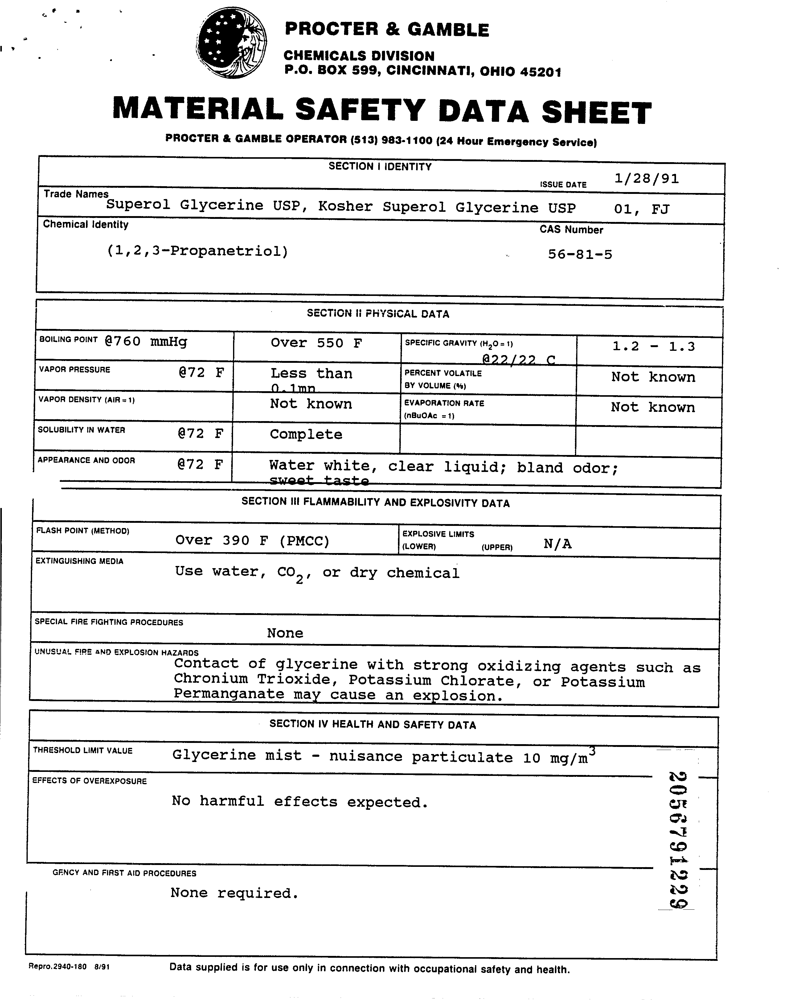 PROCTER & GAMBLE
CHEMICALS DIVISION
P.O. BOX 599, CINCINNATI, OHIO 45201
MATERIAL SAFETY DATA SHEET
PROCTER & GAMBLE OPERATOR (513) 983-1100 (24 Hour Emergency Service)
SECTION I IDENTITY
ISSUE DATE 1/28/91
Trade Names
Superol Glycerine USP, Kosher Superol Glycerine USP 01, FJ
Chemical Identity CAS Number
(1,2,3-Propanetriol) 56-81-5
SECTION II PHYSICAL DATA
BOILING POINT @760 mmHg Over 550 F SPECIFIC GRAVITY (H₂O = 1) 1.2 - 1.3
@22/22 C
VAPOR PRESSURE @72 F Less than PERCENT VOLATILE Not known
0.1mn BY VOLUME (%)
VAPOR DENSITY (AIR = 1) Not known EVAPORATION RATE Not known
(nBuOAc = 1)
SOLUBILITY IN WATER @72 F Complete
APPEARANCE AND ODOR @72 F Water white, clear liquid; bland odor;
sweet taste
SECTION III FLAMMABILITY AND EXPLOSIVITY DATA
FLASH POINT (METHOD) Over 390 F (PMCC) EXPLOSIVE LIMITS
(LOWER) (UPPER) N/A
EXTINGUISHING MEDIA
Use water, CO₂, or dry chemical
SPECIAL FIRE FIGHTING PROCEDURES
None
UNUSUAL FIRE AND EXPLOSION HAZARDS
Contact of glycerine with strong oxidizing agents such as
Chronium Trioxide, Potassium Chlorate, or Potassium
Permanganate may cause an explosion.
SECTION IV HEALTH AND SAFETY DATA
THRESHOLD LIMIT VALUE Glycerine mist - nuisance particulate 10 mg/m³
EFFECTS OF OVEREXPOSURE
No harmful effects expected.
GENCY AND FIRST AID PROCEDURES
None required.
2056791229
Repro.2940-180 8/91 Data supplied is for use only in connection with occupational safety and health.